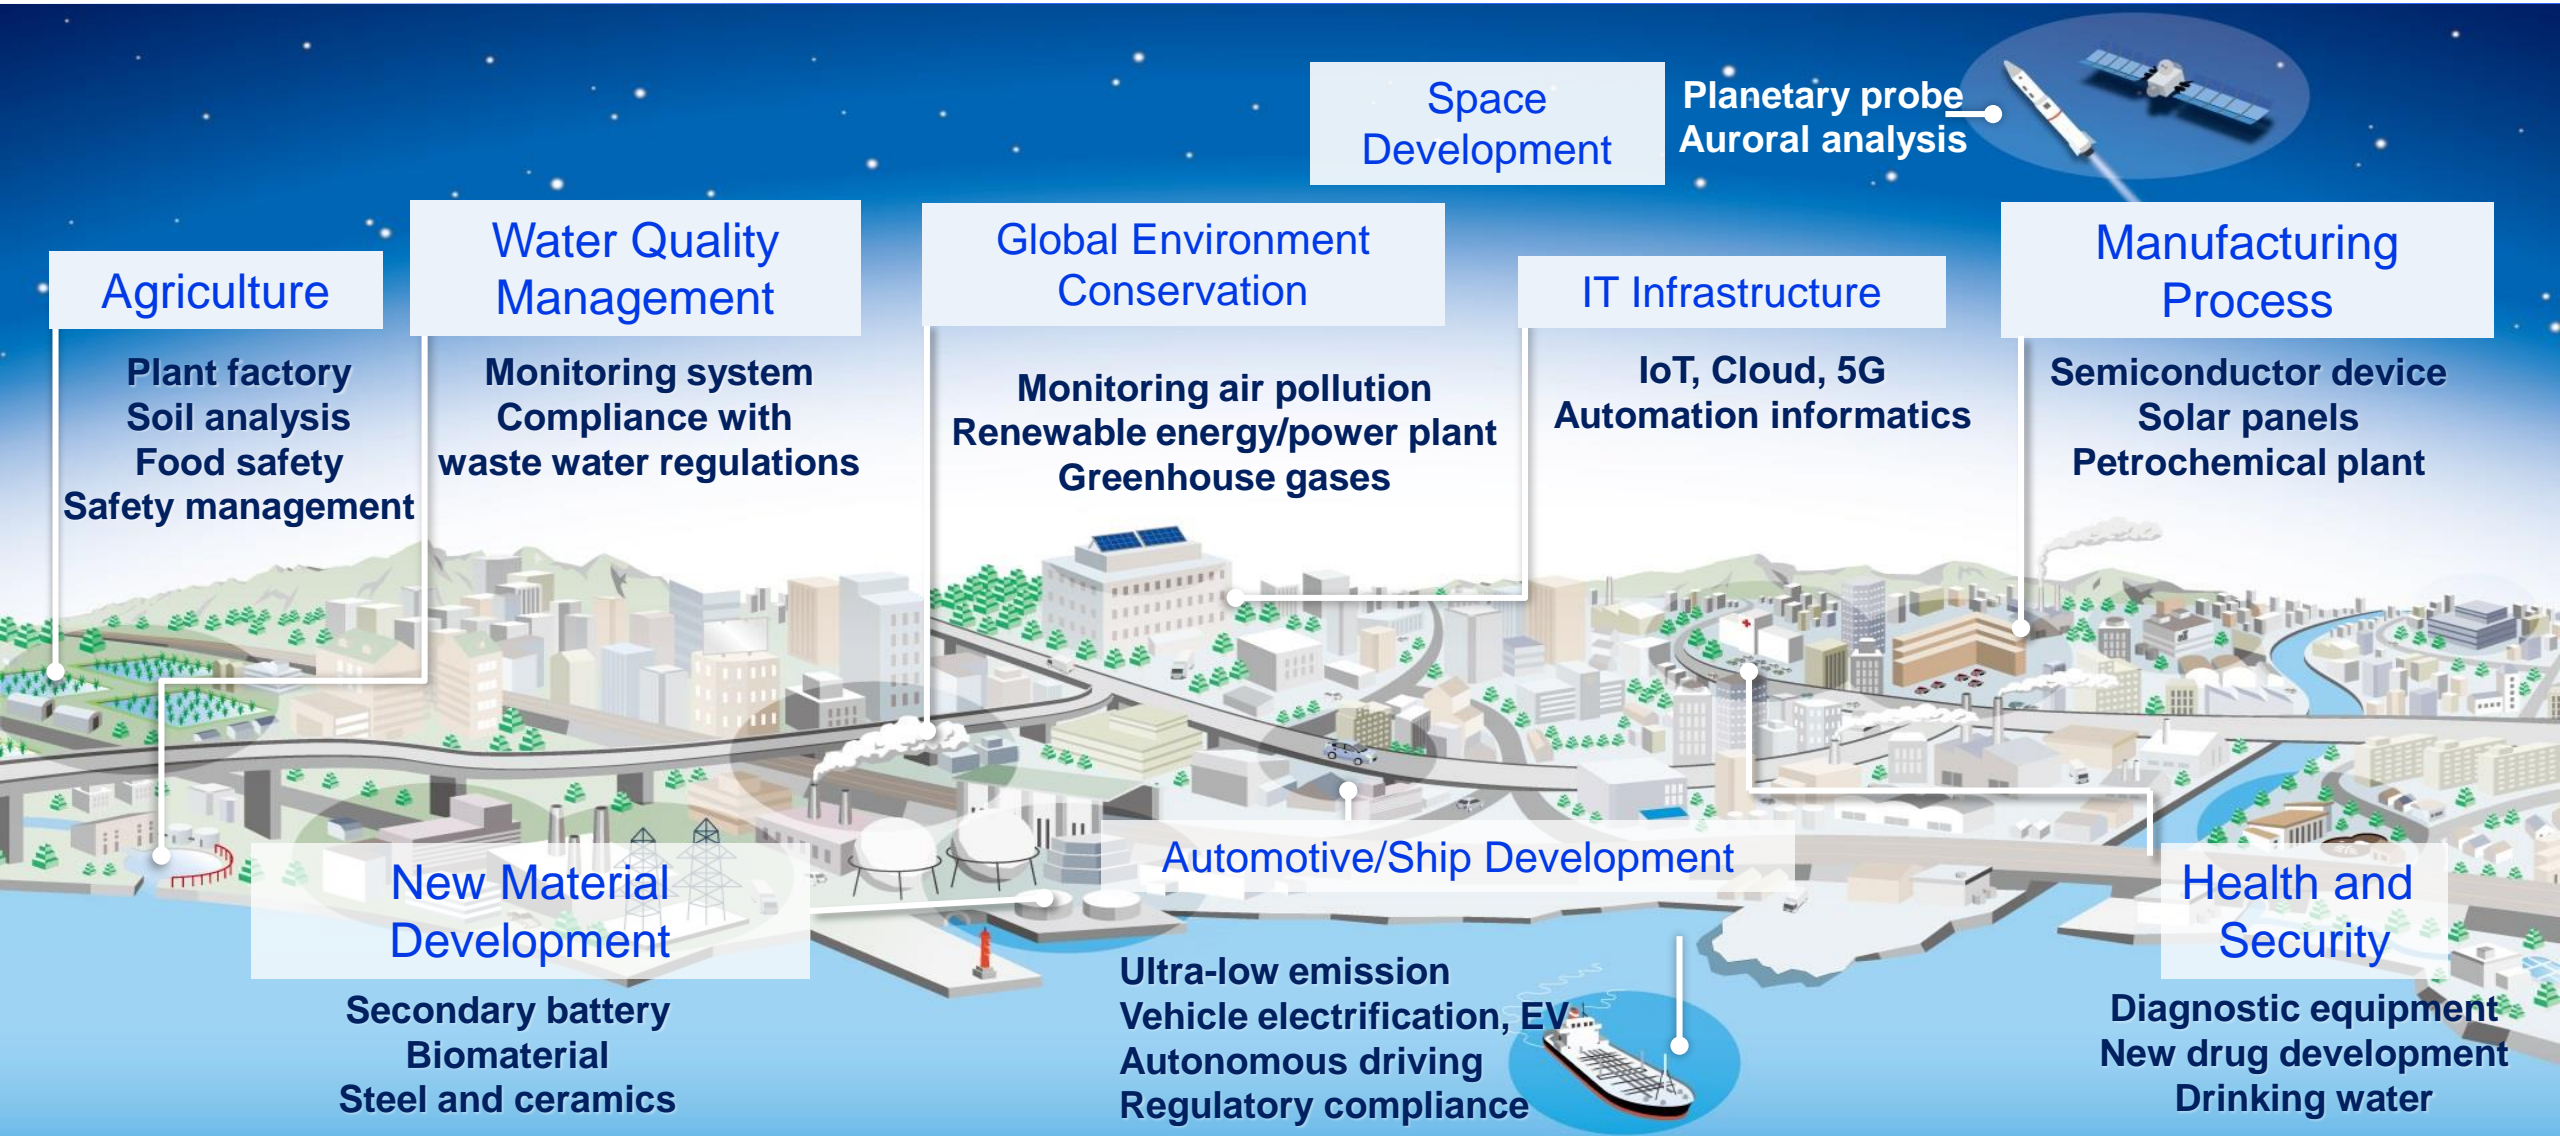 Space
Development
Planetary probe
Auroral analysis
Agriculture
Plant factory
Soil analysis
Food safety
Safety management
Water Quality
Management
Monitoring system
Compliance with
waste water regulations
Global Environment
Conservation
Monitoring air pollution
Renewable energy/power plant
Greenhouse gases
IT Infrastructure
IoT, Cloud, 5G
Automation informatics
Manufacturing
Process
Semiconductor device
Solar panels
Petrochemical plant
New Material
Development
Secondary battery
Biomaterial
Steel and ceramics
Automotive/Ship Development
Ultra-low emission
Vehicle electrification, EV
Autonomous driving
Regulatory compliance
Health and
Security
Diagnostic equipment
New drug development
Drinking water